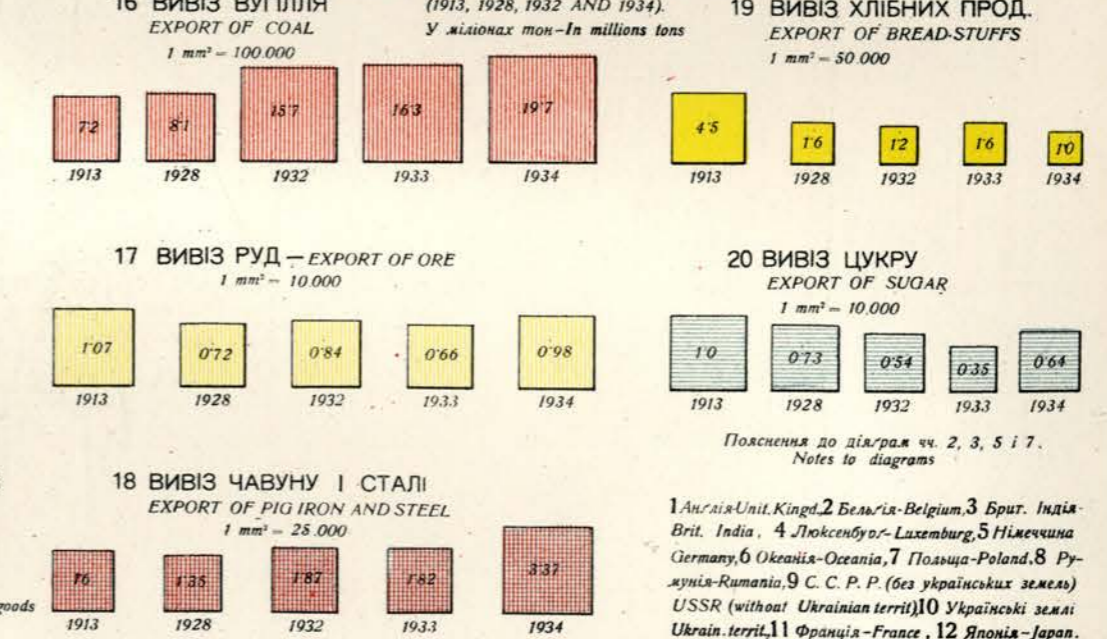 16 ВИВІЗ ВУГІЛЛЯ
EXPORT OF COAL
1 mm² = 100.000
(1913, 1928, 1932 AND 1934).
У міліонах тон–In millions tons
7·2
8·1
15·7
16·3
19·7
1913
1928
1932
1933
1934
19 ВИВІЗ ХЛІБНИХ ПРОД.
EXPORT OF BREAD-STUFFS
1 mm² = 50.000
4·5
1·6
1·2
1·6
1·0
1913
1928
1932
1933
1934
17 ВИВІЗ РУД — EXPORT OF ORE
1 mm² = 10.000
1·07
0·72
0·84
0·66
0·98
1913
1928
1932
1933
1934
20 ВИВІЗ ЦУКРУ
EXPORT OF SUGAR
1 mm² = 10.000
1·0
0·73
0·54
0·35
0·64
1913
1928
1932
1933
1934
Пояснення до діяґрам чч. 2, 3, 5 і 7.
Notes to diagrams
18 ВИВІЗ ЧАВУНУ І СТАЛІ
EXPORT OF PIG IRON AND STEEL
1 mm² = 25.000
1·6
1·35
1·87
1·82
3·37
goods
1913
1928
1932
1933
1934
1 Анґлія-Unit. Kingd. 2 Бельґія-Belgium, 3 Брит. Індія-
Brit. India, 4 Люксенбурґ-Luxemburg, 5 Німеччина
Germany, 6 Океанія-Oceania, 7 Польща-Poland. 8 Ру-
мунія-Rumania, 9 С. С. Р. Р. (без українських земель)
USSR (without Ukrainian territ), 10 Українські землі
Ukrain. territ., 11 Франція-France, 12 Японія-Japan.